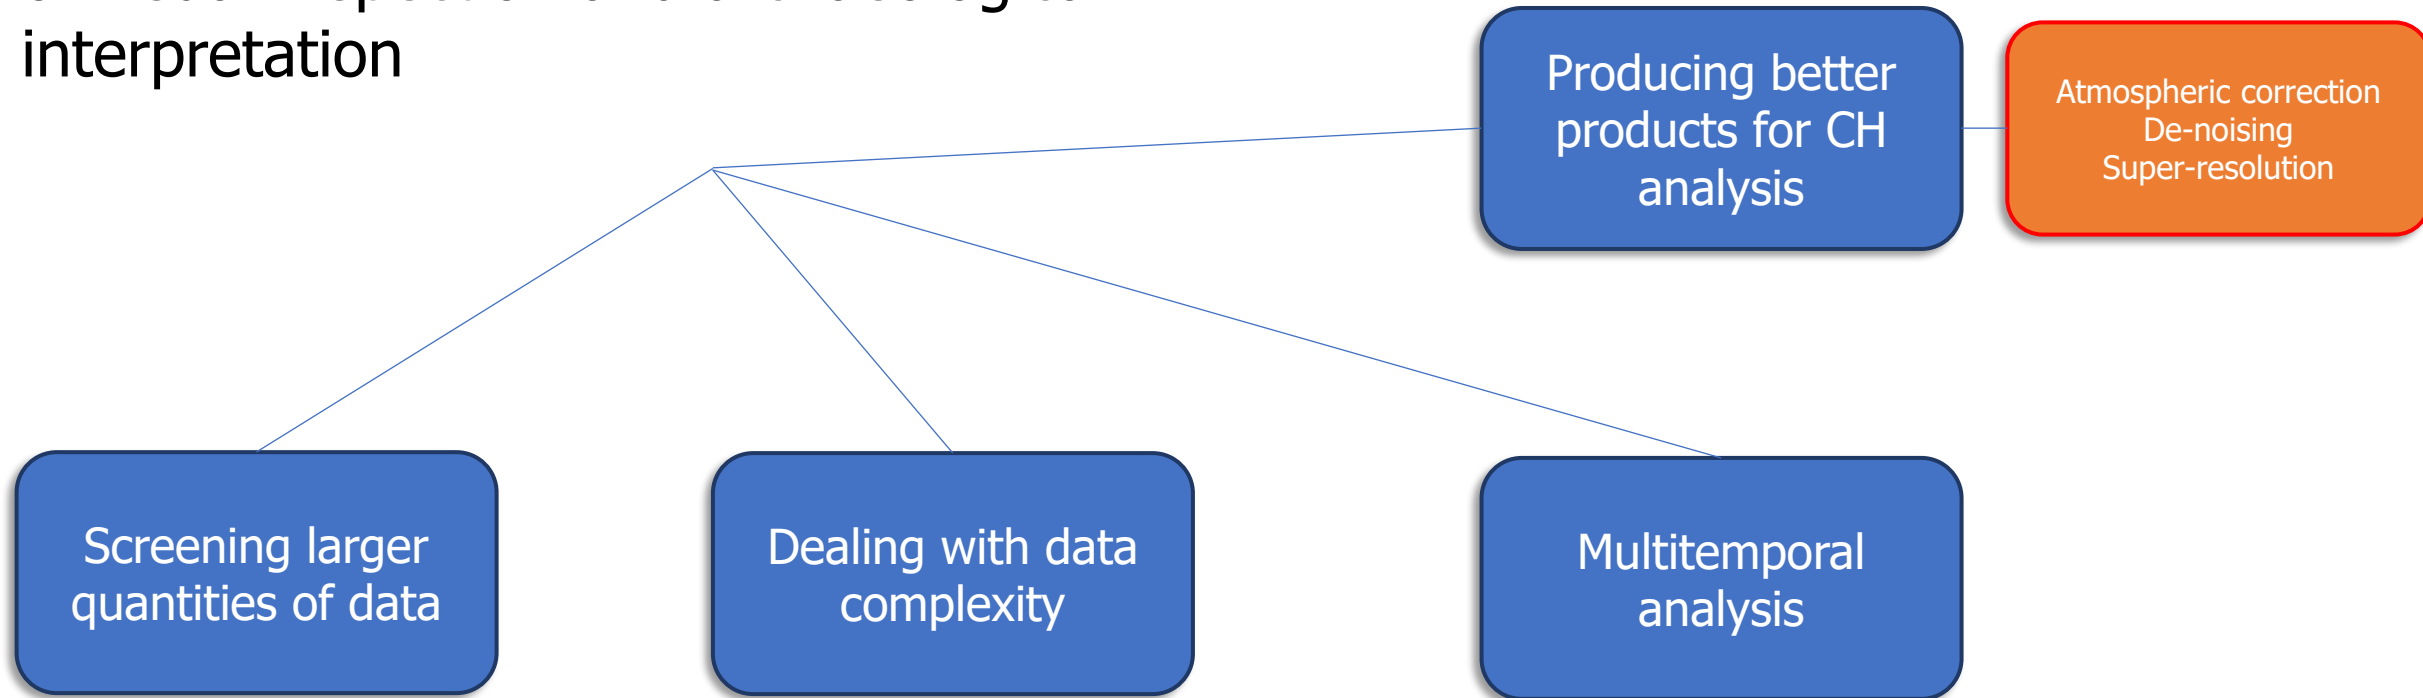 interpretation
Producing better
products for CH
analysis
Atmospheric correction
De-noising
Super-resolution
Screening larger
quantities of data
Dealing with data
complexity
Multitemporal
analysis